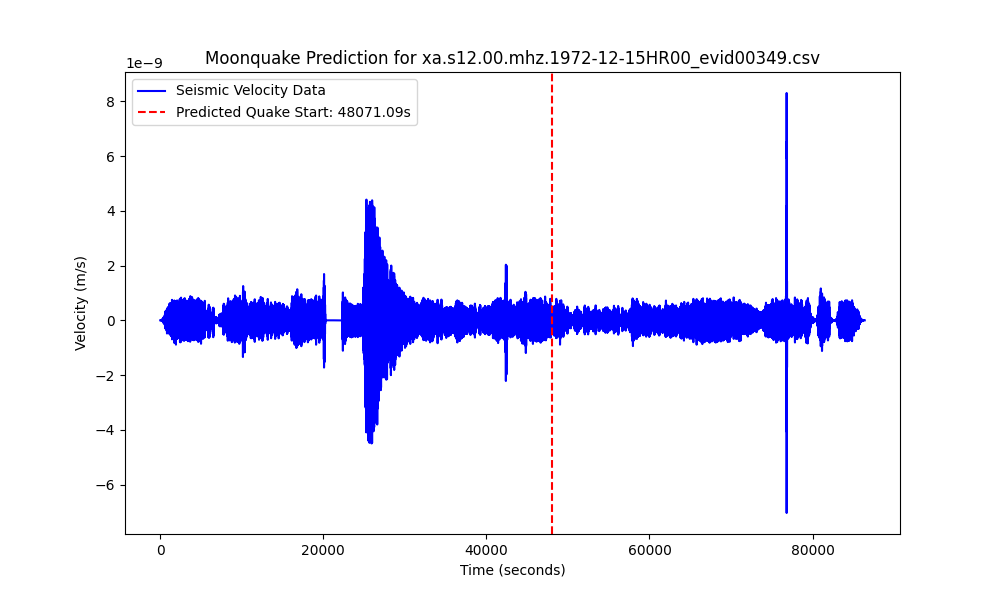 Moonquake Prediction for xa.s12.00.mhz.1972-12-15HR00_evid00349.csv
1e−9
Seismic Velocity Data
Predicted Quake Start: 48071.09s
8
6
4
2
0
−2
−4
−6
Velocity (m/s)
0 20000 40000 60000 80000
Time (seconds)